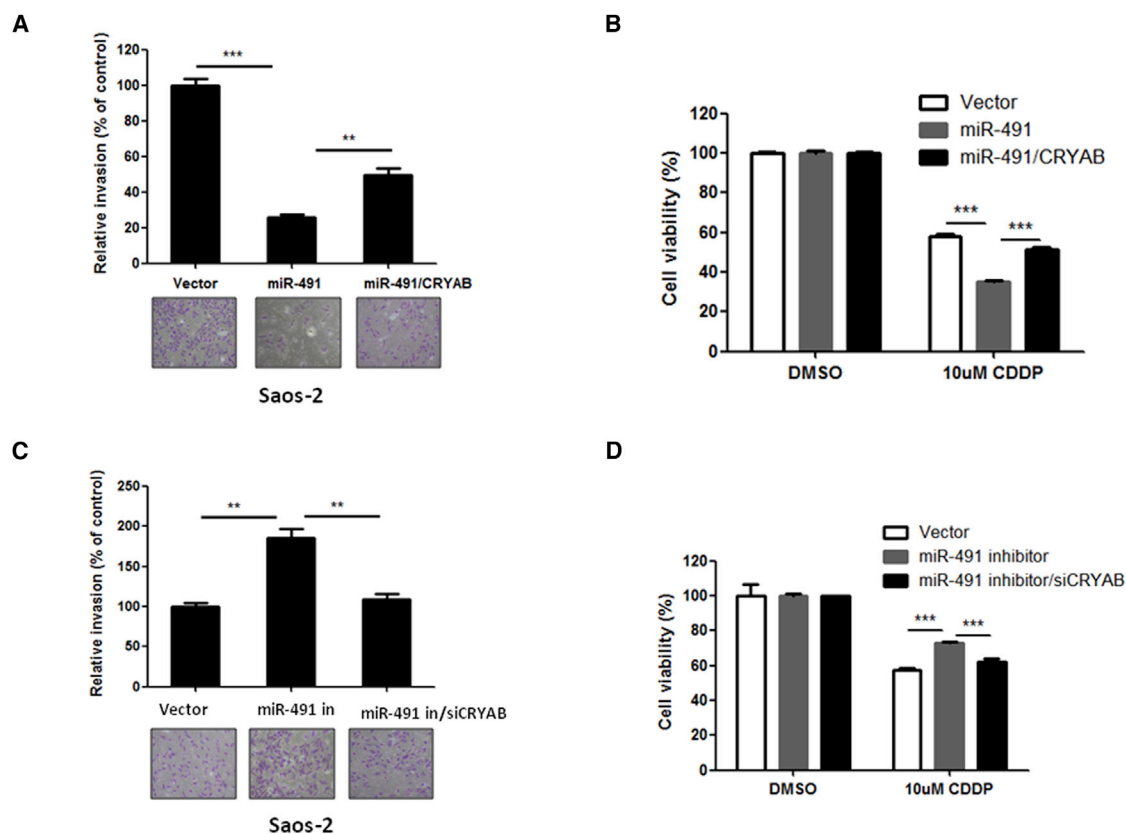 A
Relative invasion (% of control)
120
100
80
60
40
20
0
***
**
Vector miR-491 miR-491/CRYAB
Saos-2
B
Cell viability (%)
120
100
80
60
40
20
0
Vector
miR-491
miR-491/CRYAB
*** ***
DMSO 10uM CDDP
C
Relative invasion (% of control)
250
200
150
100
50
0
** **
Vector miR-491 in miR-491 in/siCRYAB
Saos-2
D
Cell viability (%)
120
100
80
60
40
20
0
Vector
miR-491 inhibitor
miR-491 inhibitor/siCRYAB
*** ***
DMSO 10uM CDDP